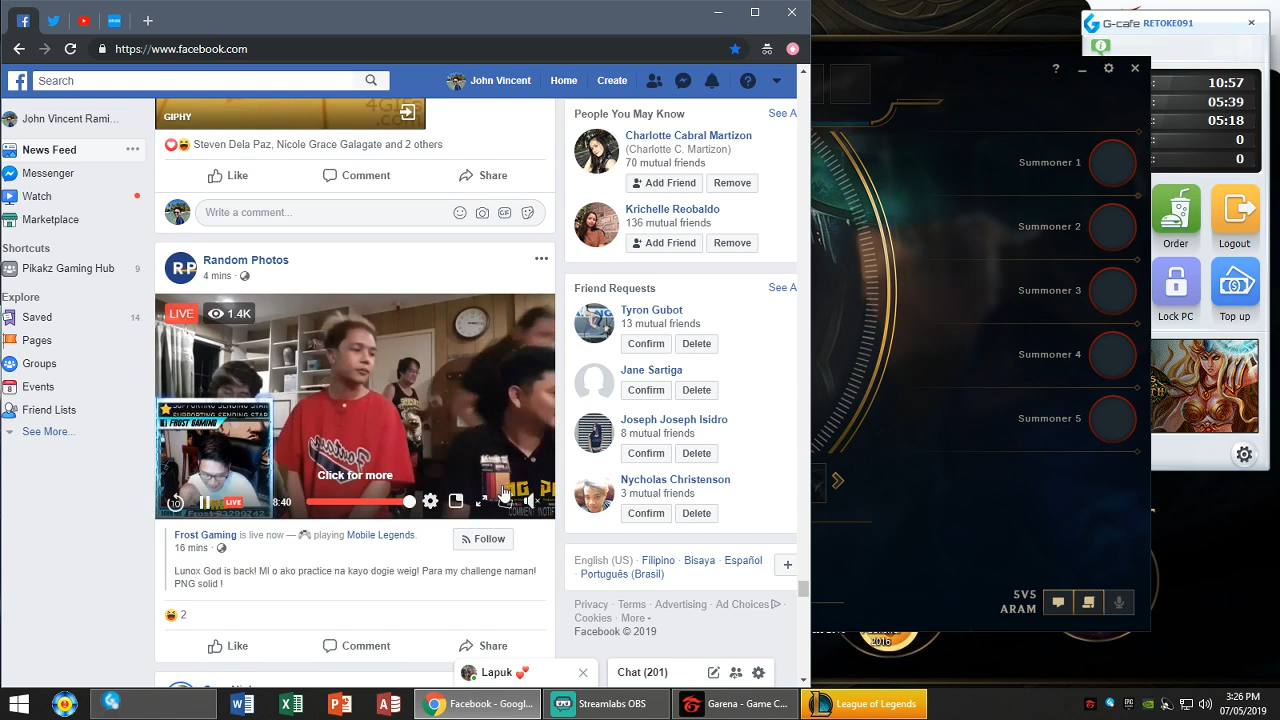 https://www.facebook.com
Search
John Vincent
Home
Create
John Vincent Rami...
News Feed
Messenger
Watch
Marketplace
Shortcuts
Pikakz Gaming Hub
9
Explore
Saved
14
Pages
Groups
Events
Friend Lists
See More...
GIPHY
Steven Dela Paz, Nicole Grace Galagate and 2 others
Like
Comment
Share
Write a comment...
Random Photos
4 mins ·
LIVE
1.4K
SUPPORTING SENDING STAR
FROST GAMING
Click for more
LIVE
8:40
Frost Gaming is live now — playing Mobile Legends.
16 mins ·
Follow
Lunox God is back! Ml o ako practice na kayo dogie weig! Para my challenge naman!
PNG solid !
2
Like
Comment
Share
People You May Know
See A
Charlotte Cabral Martizon
(Charlotte C. Martizon)
70 mutual friends
Add Friend
Remove
Krichelle Reobaldo
136 mutual friends
Add Friend
Remove
Friend Requests
See A
Tyron Gubot
13 mutual friends
Confirm
Delete
Jane Sartiga
Confirm
Delete
Joseph Joseph Isidro
8 mutual friends
Confirm
Delete
Nycholas Christenson
3 mutual friends
Confirm
Delete
English (US) · Filipino · Bisaya · Español
· Português (Brasil)
Privacy · Terms · Advertising · Ad Choices ·
Cookies · More
Facebook © 2019
Lapuk
Chat (201)
Summoner 1
Summoner 2
Summoner 3
Summoner 4
Summoner 5
5V5
ARAM
G-cafe RETOKE091
10:57
05:39
05:18
0
0
Order
Logout
Lock PC
Top up
2016
Facebook - Googl...
Streamlabs OBS
Garena - Game C...
League of Legends
3:26 PM
07/05/2019